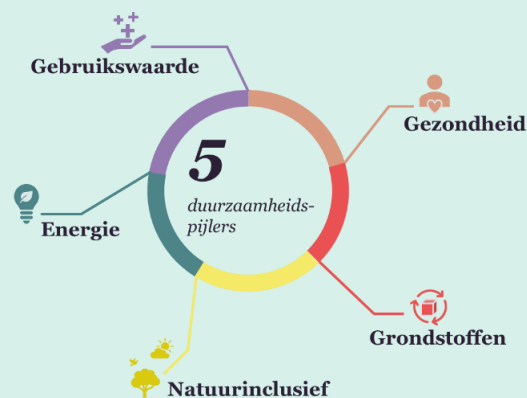 Gebruikswaarde
Gezondheid
5
duurzaamheids-
pijlers
Energie
Grondstoffen
Natuurinclusief